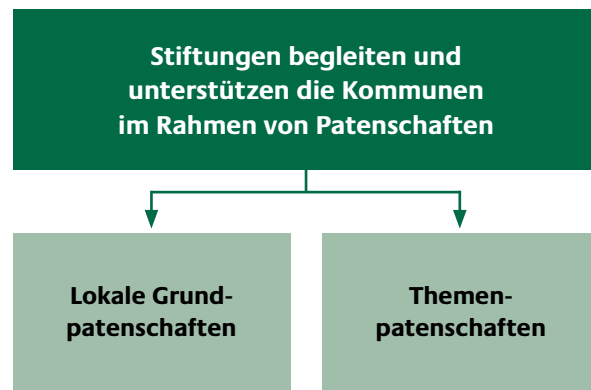 Stiftungen begleiten und
unterstützen die Kommunen
im Rahmen von Patenschaften
Lokale Grund-
patenschaften
Themen-
patenschaften